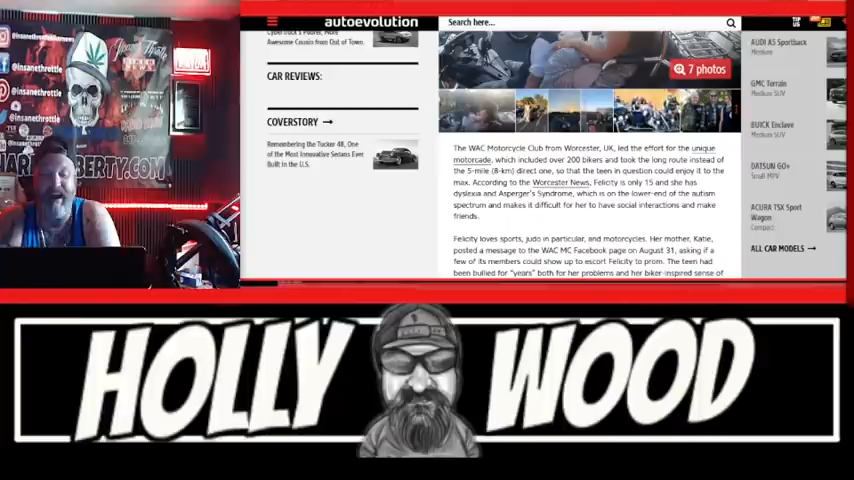 autoevolution
Search here...
TIP
US
Cybertruck's Poorer, More
Awesome Cousin from Out of Town.
CAR REVIEWS:
COVERSTORY →
Remembering the Tucker 48, One
of the Most Innovative Sedans Ever
Built in the U.S.
7 photos
The WAC Motorcycle Club from Worcester, UK, led the effort for the unique
motorcade, which included over 200 bikers and took the long route instead of
the 5-mile (8-km) direct one, so that the teen in question could enjoy it to the
max. According to the Worcester News, Felicity is only 15 and she has
dyslexia and Asperger's Syndrome, which is on the lower-end of the autism
spectrum and makes it difficult for her to have social interactions and make
friends.
Felicity loves sports, judo in particular, and motorcycles. Her mother, Katie,
posted a message to the WAC MC Facebook page on August 31, asking if a
few of its members could show up to escort Felicity to prom. The teen had
been bullied for "years" both for her problems and her biker-inspired sense of
AUDI A5 Sportback
Medium
GMC Terrain
Medium SUV
BUICK Enclave
Medium SUV
DATSUN GO+
Small MPV
ACURA TSX Sport
Wagon
Compact
ALL CAR MODELS →
@insanethrottle
@insanethrottle
@insanethrottle
LIBERTY.COM
HOLLY WOOD